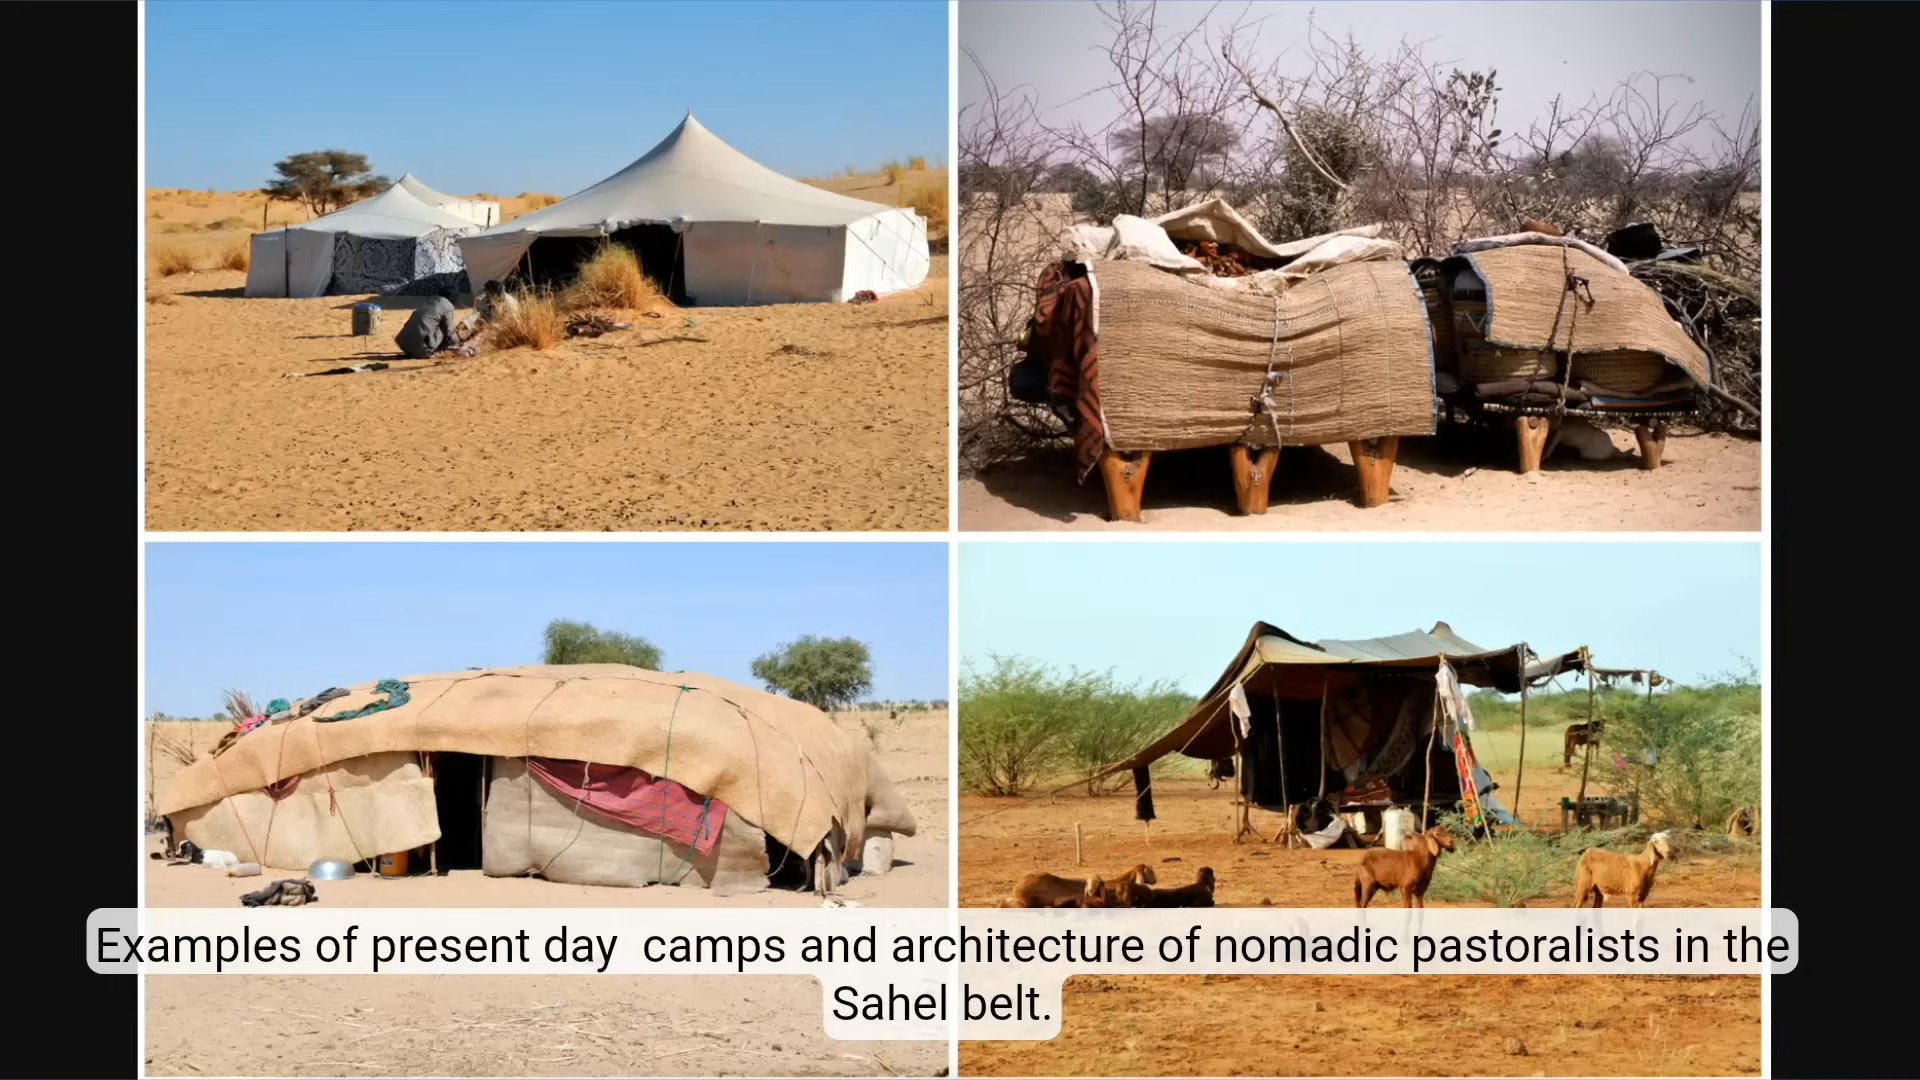 Examples of present day  camps and architecture of nomadic pastoralists in the
Sahel belt.